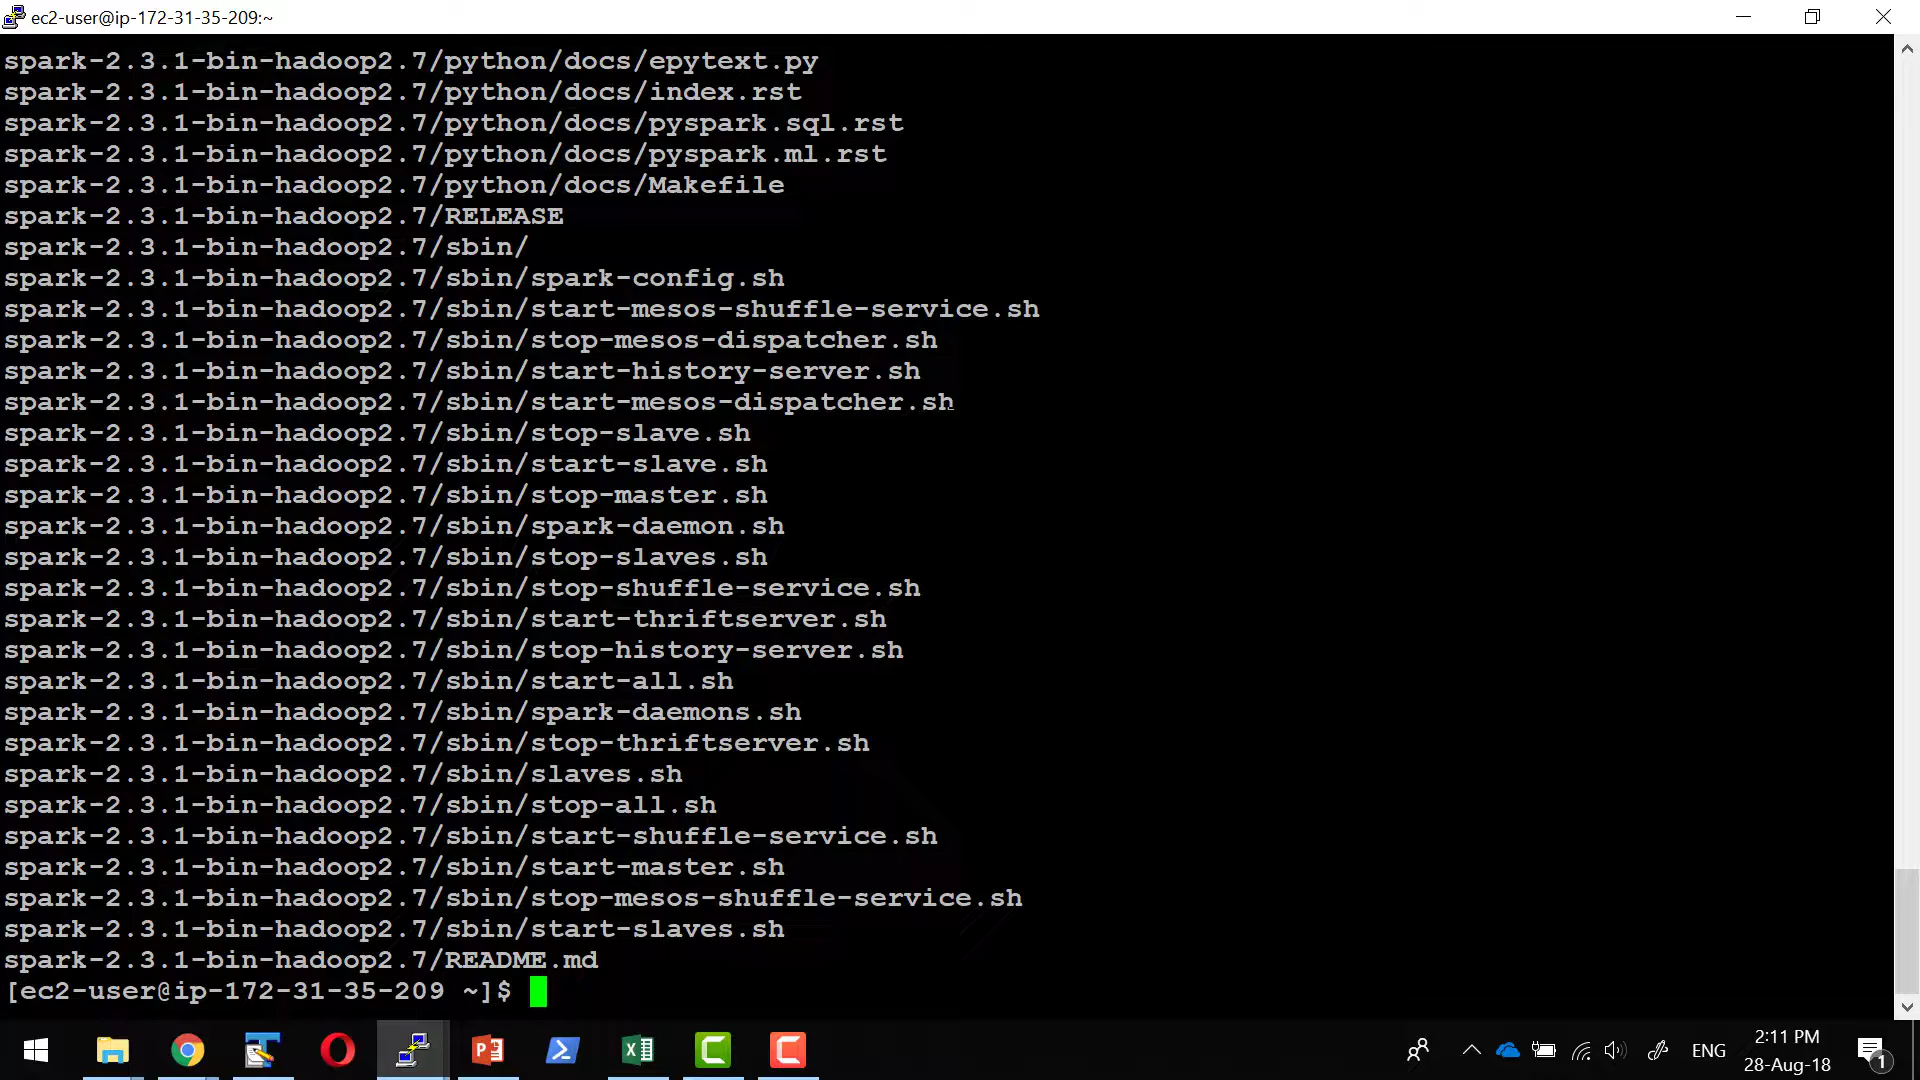 ec2-user@ip-172-31-35-209:~
spark-2.3.1-bin-hadoop2.7/python/docs/epytext.py
spark-2.3.1-bin-hadoop2.7/python/docs/index.rst
spark-2.3.1-bin-hadoop2.7/python/docs/pyspark.sql.rst
spark-2.3.1-bin-hadoop2.7/python/docs/pyspark.ml.rst
spark-2.3.1-bin-hadoop2.7/python/docs/Makefile
spark-2.3.1-bin-hadoop2.7/RELEASE
spark-2.3.1-bin-hadoop2.7/sbin/
spark-2.3.1-bin-hadoop2.7/sbin/spark-config.sh
spark-2.3.1-bin-hadoop2.7/sbin/start-mesos-shuffle-service.sh
spark-2.3.1-bin-hadoop2.7/sbin/stop-mesos-dispatcher.sh
spark-2.3.1-bin-hadoop2.7/sbin/start-history-server.sh
spark-2.3.1-bin-hadoop2.7/sbin/start-mesos-dispatcher.sh
spark-2.3.1-bin-hadoop2.7/sbin/stop-slave.sh
spark-2.3.1-bin-hadoop2.7/sbin/start-slave.sh
spark-2.3.1-bin-hadoop2.7/sbin/stop-master.sh
spark-2.3.1-bin-hadoop2.7/sbin/spark-daemon.sh
spark-2.3.1-bin-hadoop2.7/sbin/stop-slaves.sh
spark-2.3.1-bin-hadoop2.7/sbin/stop-shuffle-service.sh
spark-2.3.1-bin-hadoop2.7/sbin/start-thriftserver.sh
spark-2.3.1-bin-hadoop2.7/sbin/stop-history-server.sh
spark-2.3.1-bin-hadoop2.7/sbin/start-all.sh
spark-2.3.1-bin-hadoop2.7/sbin/spark-daemons.sh
spark-2.3.1-bin-hadoop2.7/sbin/stop-thriftserver.sh
spark-2.3.1-bin-hadoop2.7/sbin/slaves.sh
spark-2.3.1-bin-hadoop2.7/sbin/stop-all.sh
spark-2.3.1-bin-hadoop2.7/sbin/start-shuffle-service.sh
spark-2.3.1-bin-hadoop2.7/sbin/start-master.sh
spark-2.3.1-bin-hadoop2.7/sbin/stop-mesos-shuffle-service.sh
spark-2.3.1-bin-hadoop2.7/sbin/start-slaves.sh
spark-2.3.1-bin-hadoop2.7/README.md
[ec2-user@ip-172-31-35-209 ~]$
ENG
2:11 PM
28-Aug-18
1